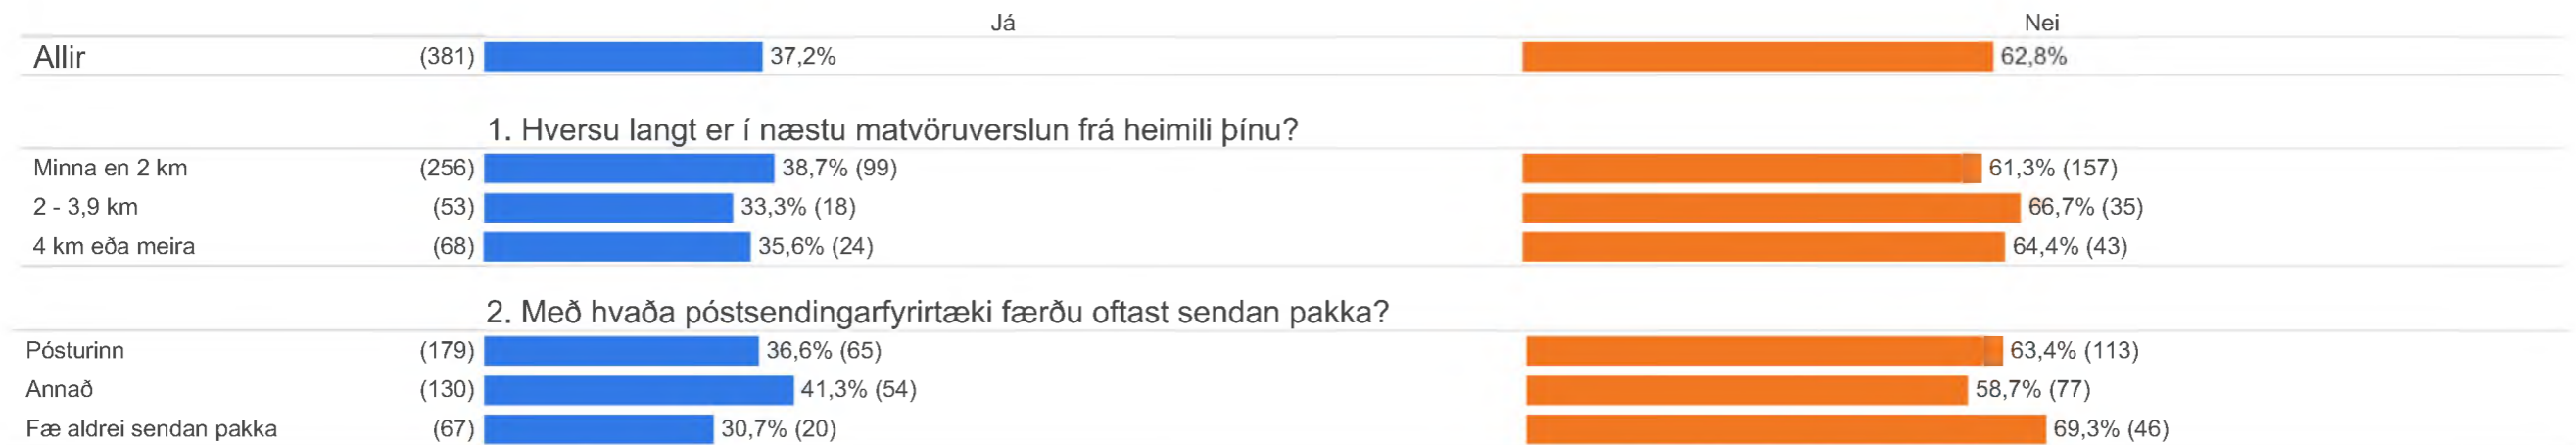 Já Nei
Allir (381) 37,2% 62,8%
1. Hversu langt er í næstu matvöruverslun frá heimili þínu?
Minna en 2 km (256) 38,7% (99) 61,3% (157)
2 - 3,9 km (53) 33,3% (18) 66,7% (35)
4 km eða meira (68) 35,6% (24) 64,4% (43)
2. Með hvaða póstsendingarfyrirtæki færðu oftast sendan pakka?
Pósturinn (179) 36,6% (65) 63,4% (113)
Annað (130) 41,3% (54) 58,7% (77)
Fæ aldrei sendan pakka (67) 30,7% (20) 69,3% (46)